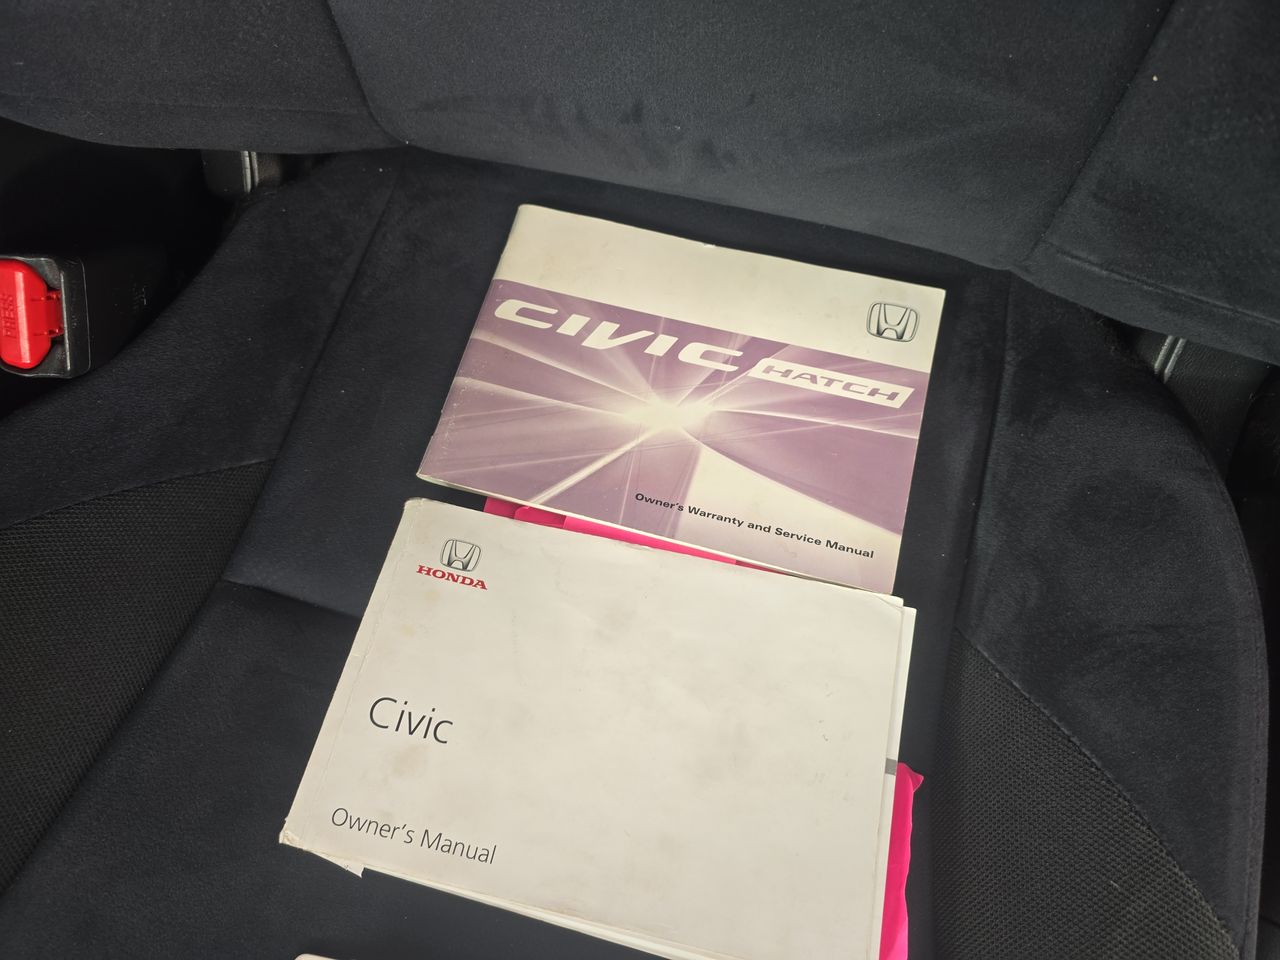 CIVIC HATCH
Owner's Warranty and Service Manual
HONDA
Civic
Owner's Manual
PRESS